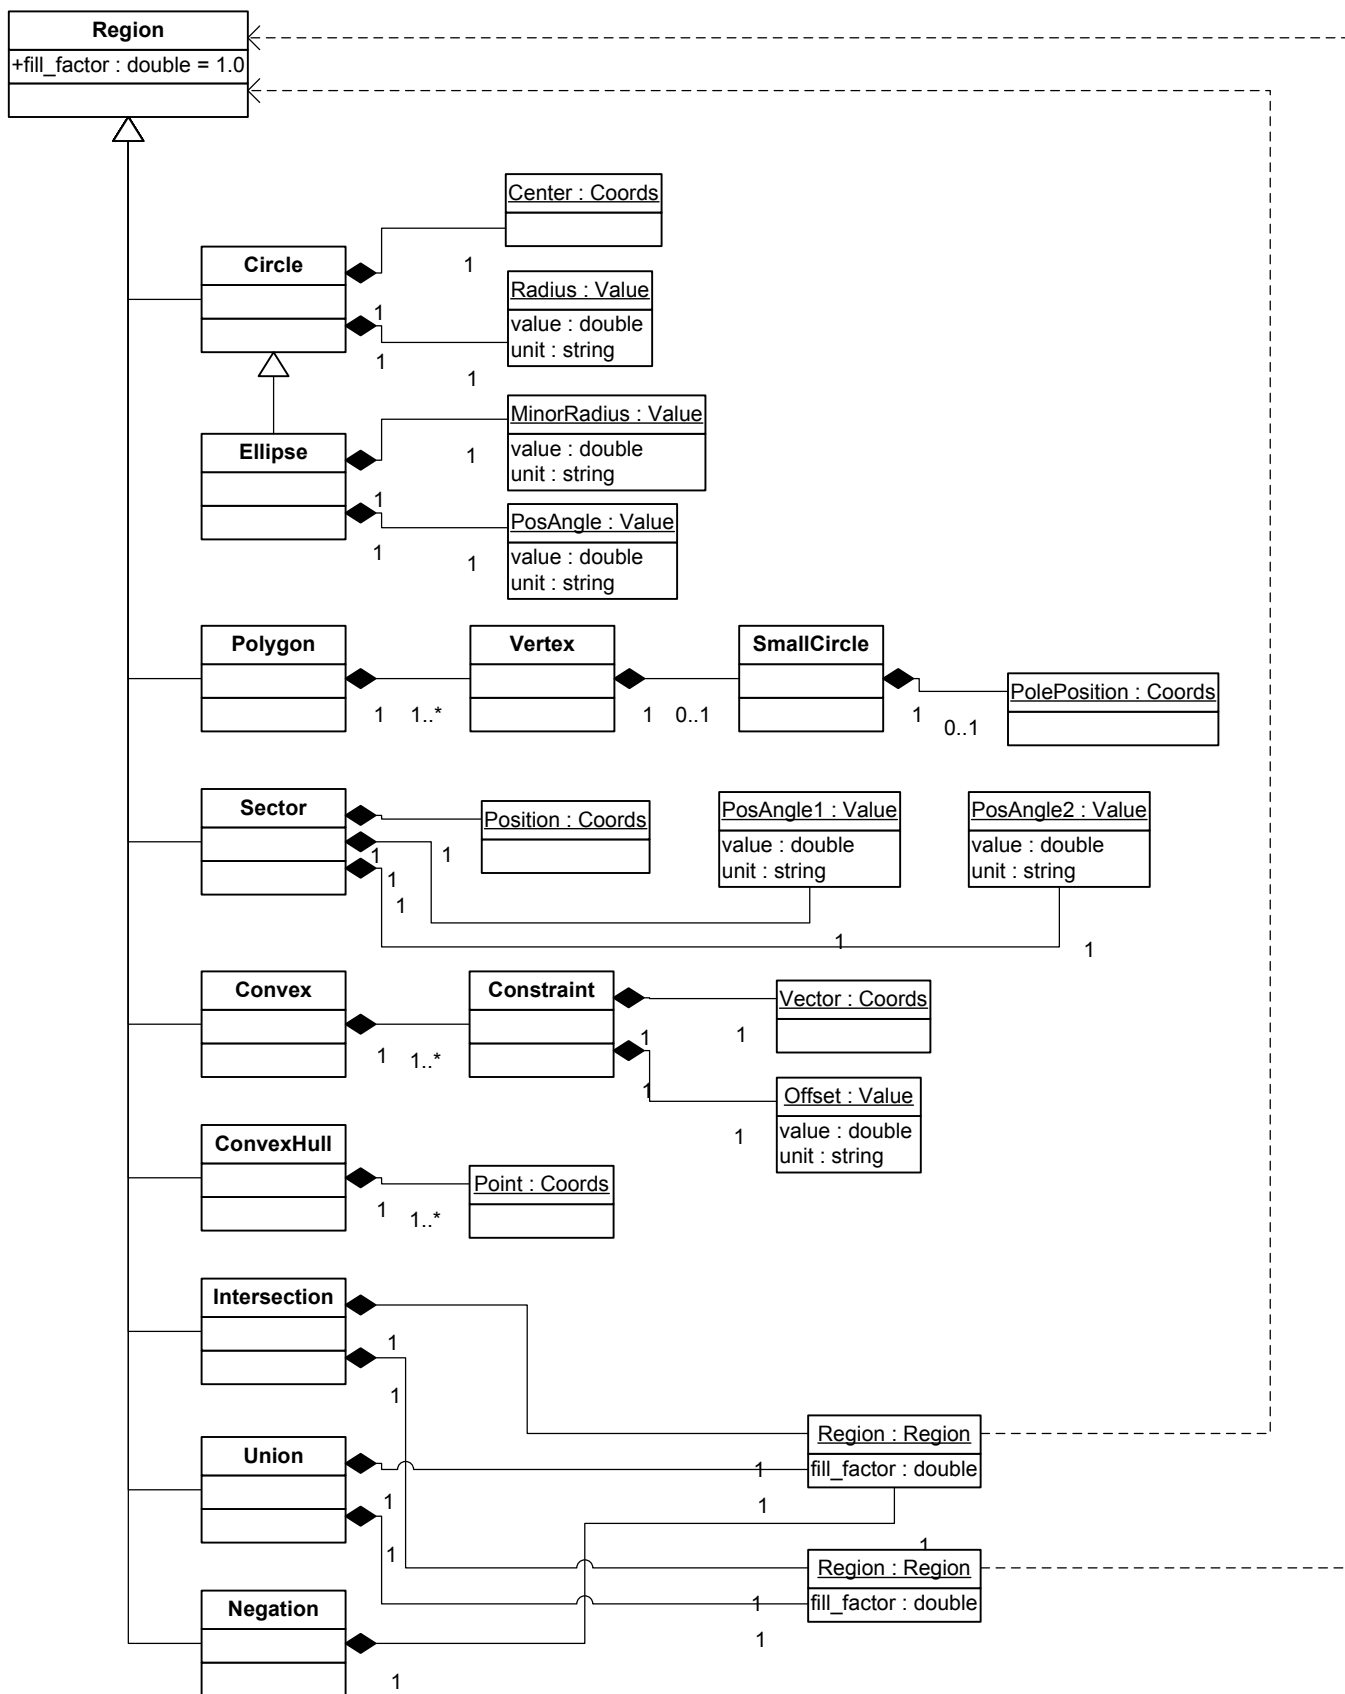 Region
+fill_factor : double = 1.0
Center : Coords
Circle
1
Radius : Value
value : double
unit : string
1
1
1
MinorRadius : Value
value : double
unit : string
Ellipse
1
1
PosAngle : Value
value : double
unit : string
1
1
Polygon
Vertex
SmallCircle
PolePosition : Coords
1
1..*
1
0..1
1
0..1
Sector
Position : Coords
PosAngle1 : Value
value : double
unit : string
PosAngle2 : Value
value : double
unit : string
1
1
1
1
1
1
Convex
Constraint
Vector : Coords
1
1..*
1
1
Offset : Value
value : double
unit : string
1
1
ConvexHull
Point : Coords
1
1..*
Intersection
1
1
Region : Region
fill_factor : double
Union
1
1
1
1
1
Region : Region
fill_factor : double
1
1
Negation
1